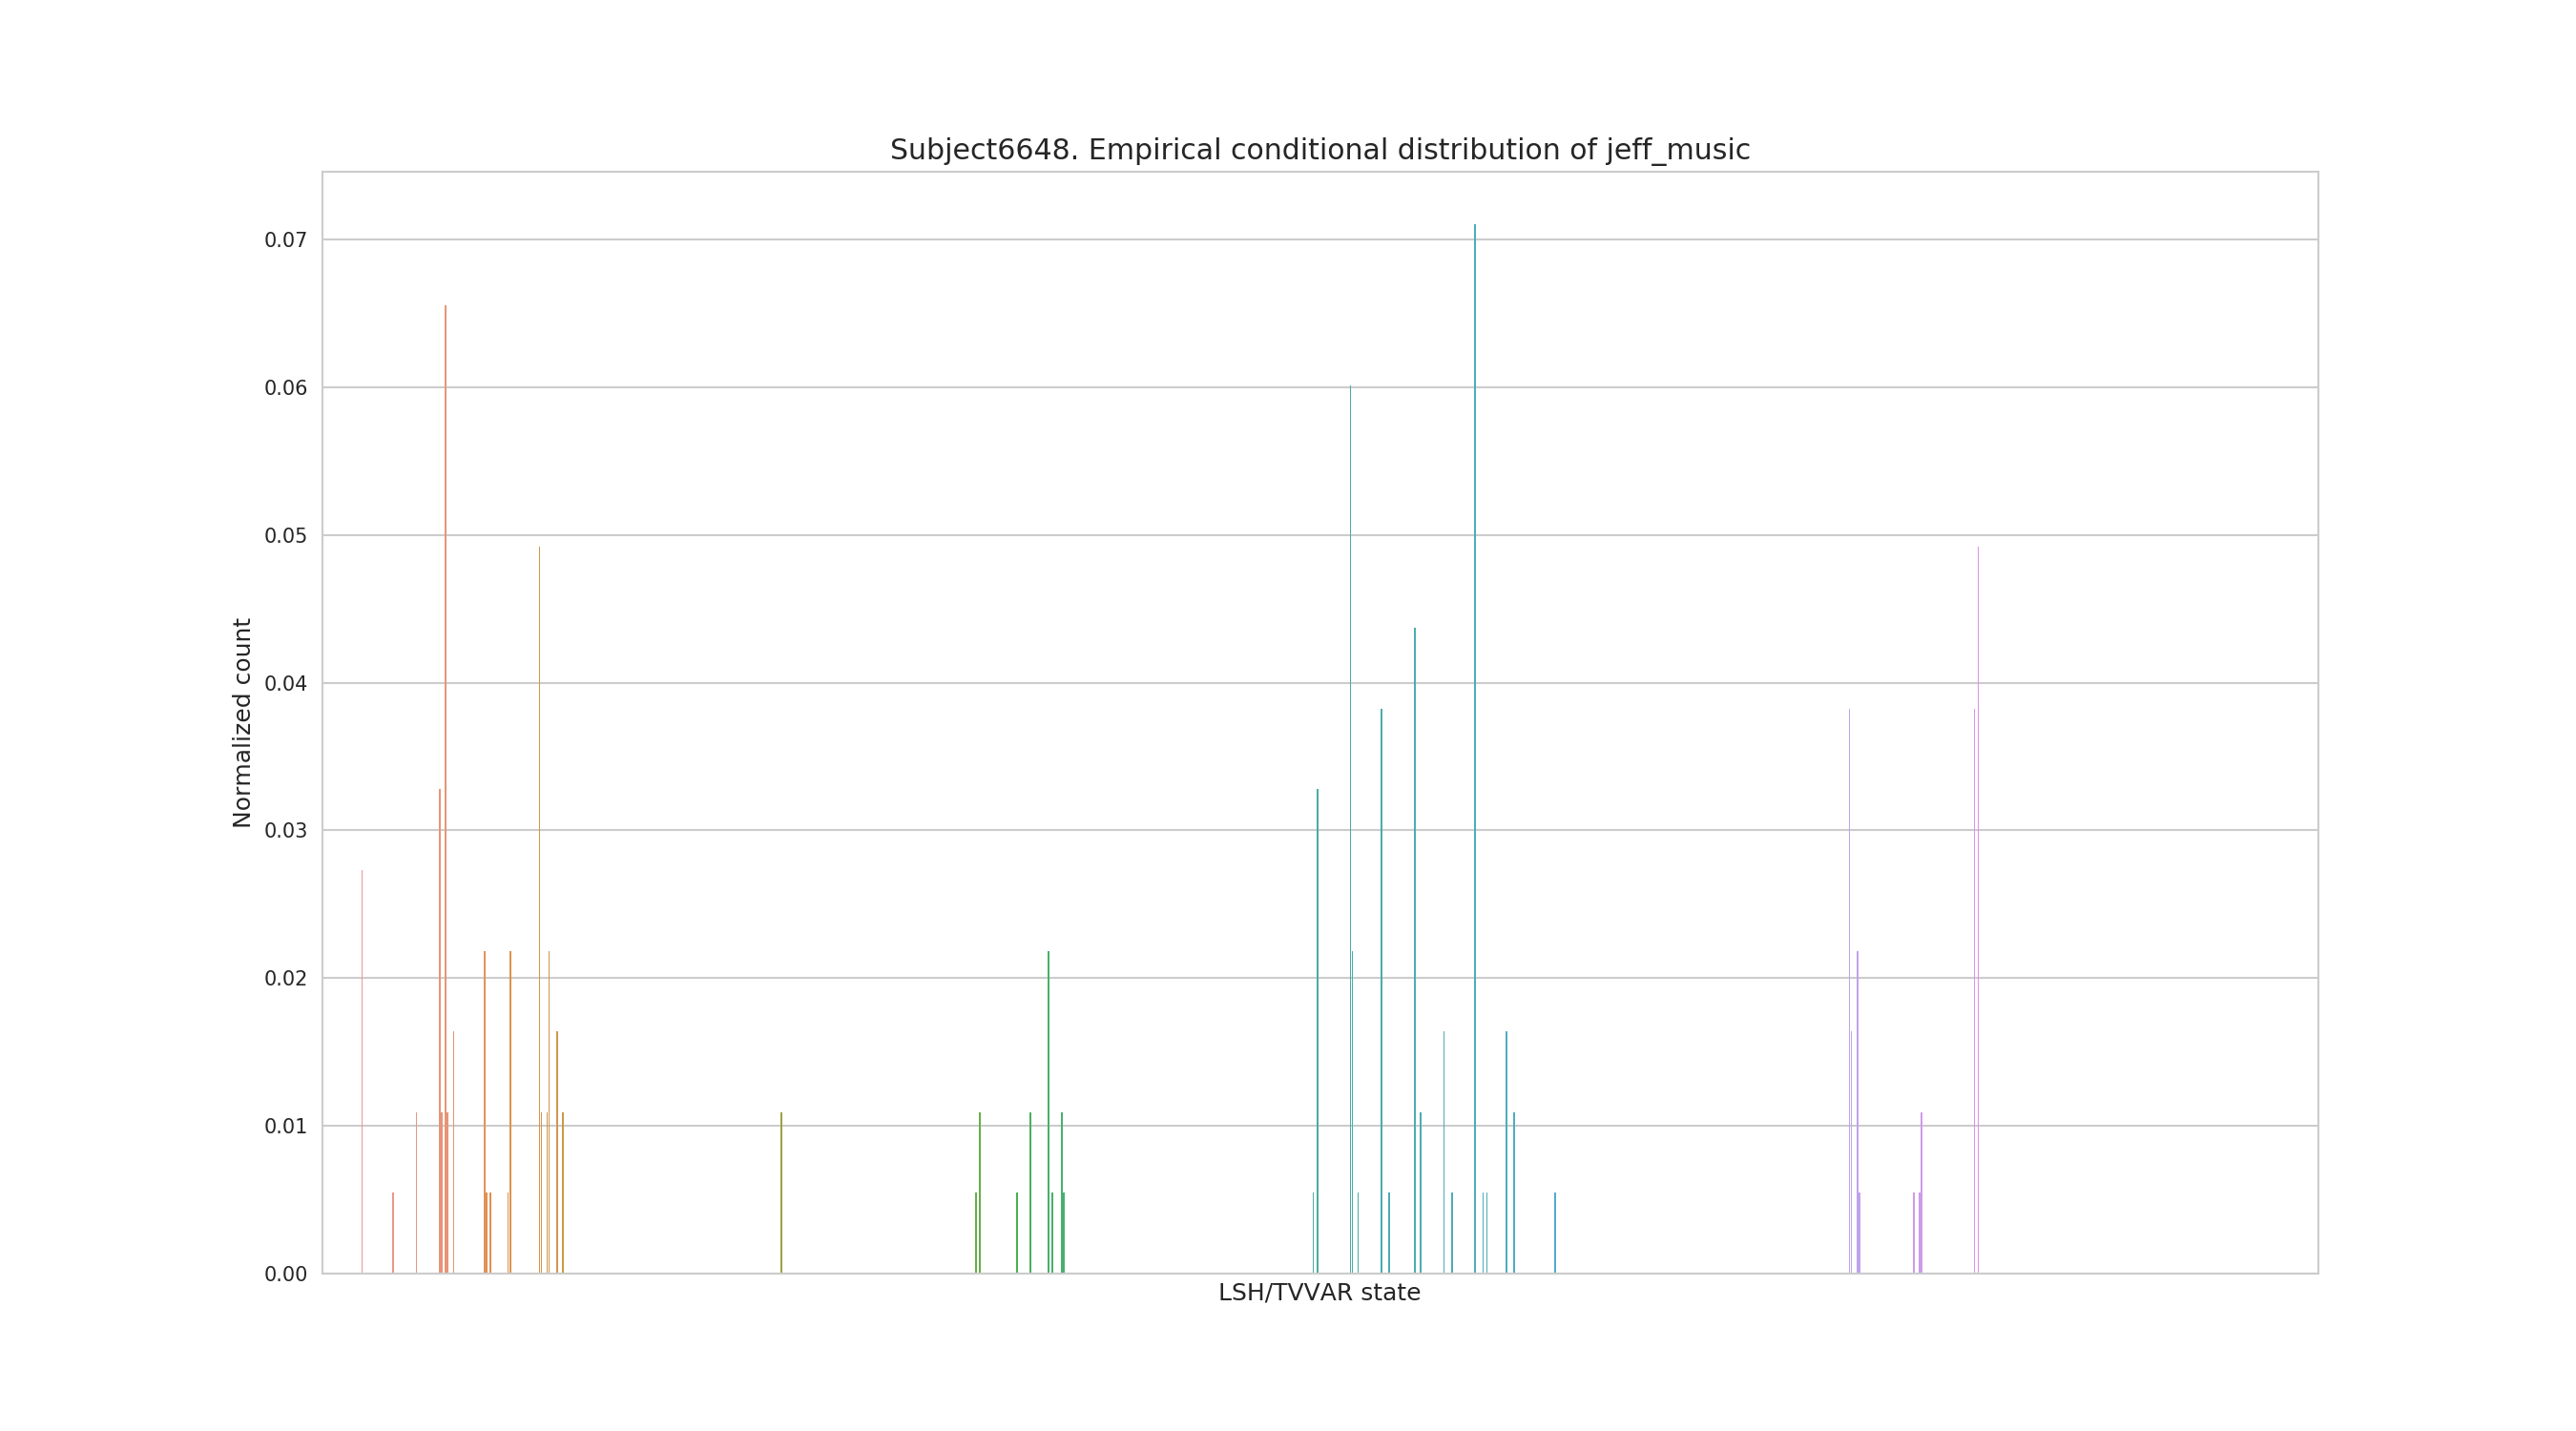 Subject6648. Empirical conditional distribution of jeff_music
0.07
0.06
0.05
0.04
0.03
0.02
0.01
0.00
Normalized count
LSH/TVVAR state